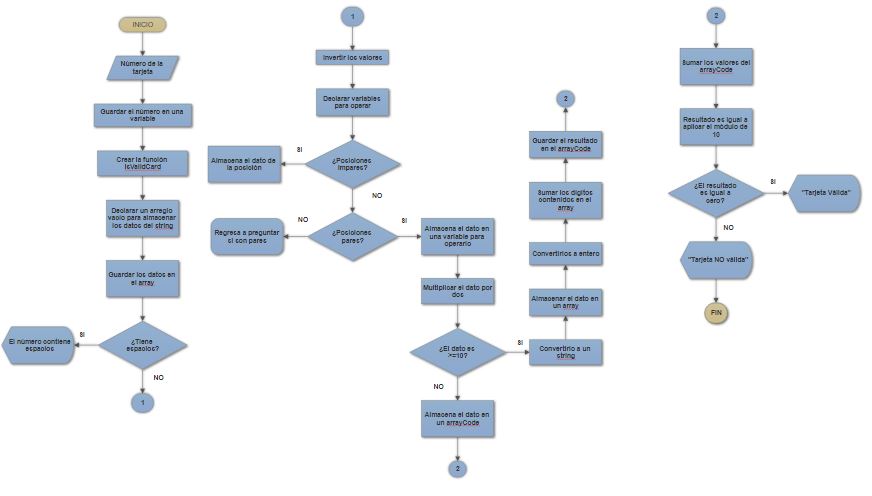 INICIO
Número de la
tarjeta
Guardar el número en una
variable
Crear la función
isValidCard
Declarar un arreglo
vacío para almacenar
los datos del string
Guardar los datos en
el array
¿Tiene
espacios?
SI
El número contiene
espacios
NO
1
1
Invertir los valores
Declarar variables
para operar
¿Posiciones
impares?
SI
Almacena el dato de
la posición
NO
¿Posiciones
pares?
NO
Regresa a preguntar
si son pares
SI
Almacena el dato en
una variable para
operarlo
Multiplicar el dato por
dos
¿El dato es
>=10?
NO
Almacena el dato en
un arrayCode
2
SI
Convertirlo a un
string
Almacenar el dato en
un array
Convertirlos a entero
Sumar los dígitos
contenidos en el
array
Guardar el resultado
en el arrayCode
2
2
Sumar los valores del
arrayCode
Resultado es igual a
aplicar el módulo de
10
¿El resultado
es igual a
cero?
SI
"Tarjeta Válida"
NO
"Tarjeta NO válida"
FIN